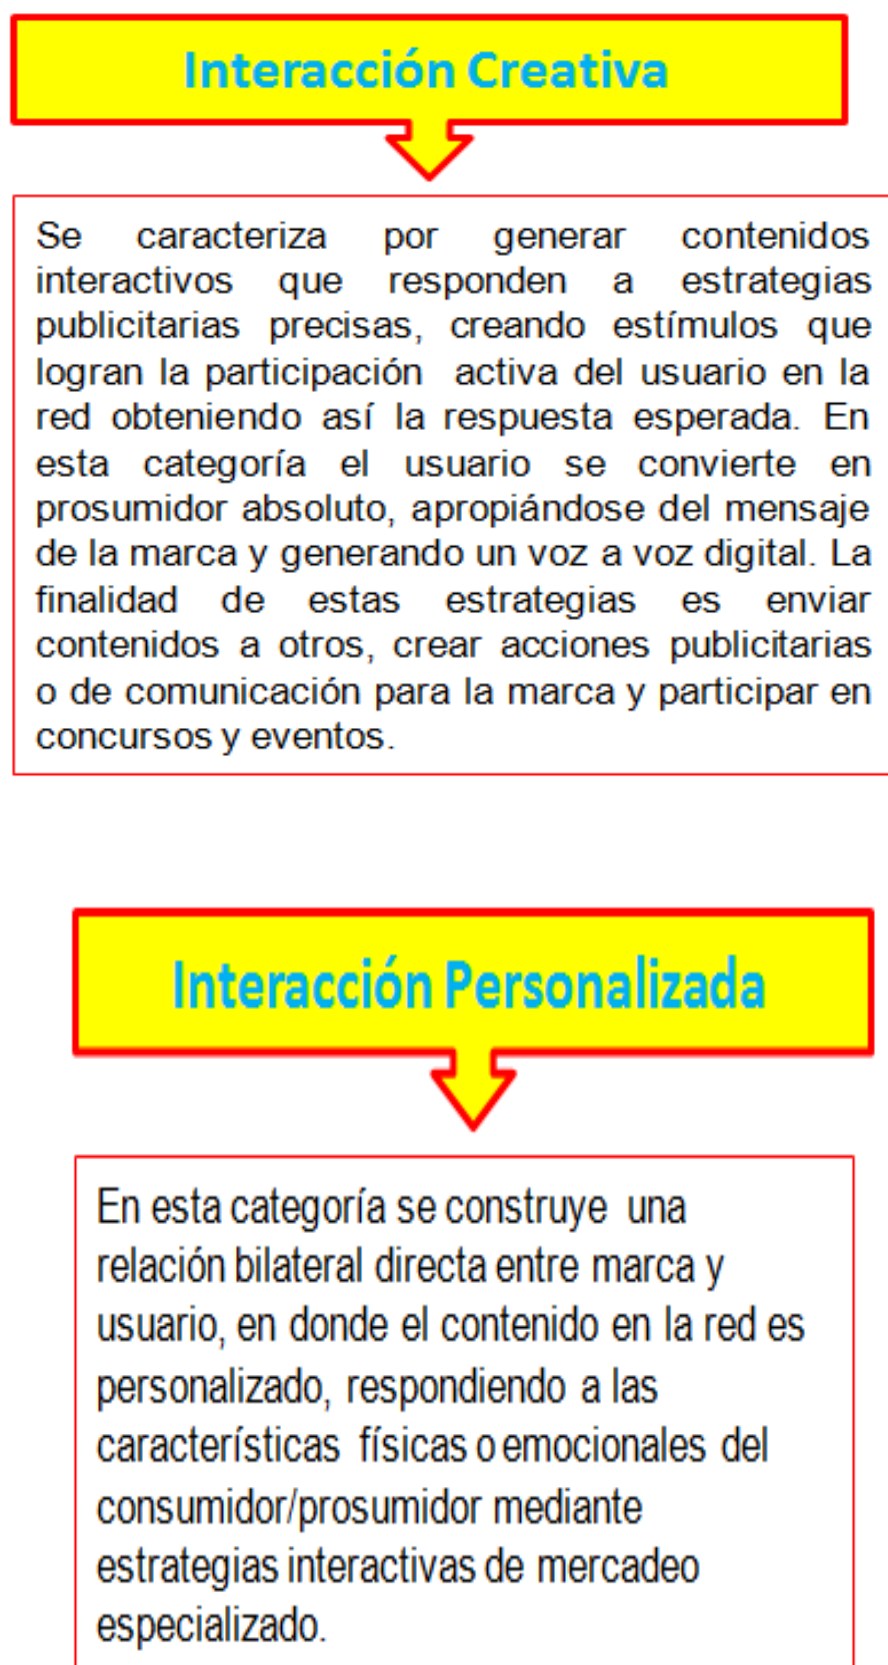 Interacción Creativa
Se caracteriza por generar contenidos
interactivos que responden a estrategias
publicitarias precisas, creando estímulos que
logran la participación activa del usuario en la
red obteniendo así la respuesta esperada. En
esta categoría el usuario se convierte en
prosumidor absoluto, apropiándose del mensaje
de la marca y generando un voz a voz digital. La
finalidad de estas estrategias es enviar
contenidos a otros, crear acciones publicitarias
o de comunicación para la marca y participar en
concursos y eventos.
Interacción Personalizada
En esta categoría se construye una
relación bilateral directa entre marca y
usuario, en donde el contenido en la red es
personalizado, respondiendo a las
características físicas o emocionales del
consumidor/prosumidor mediante
estrategias interactivas de mercadeo
especializado.